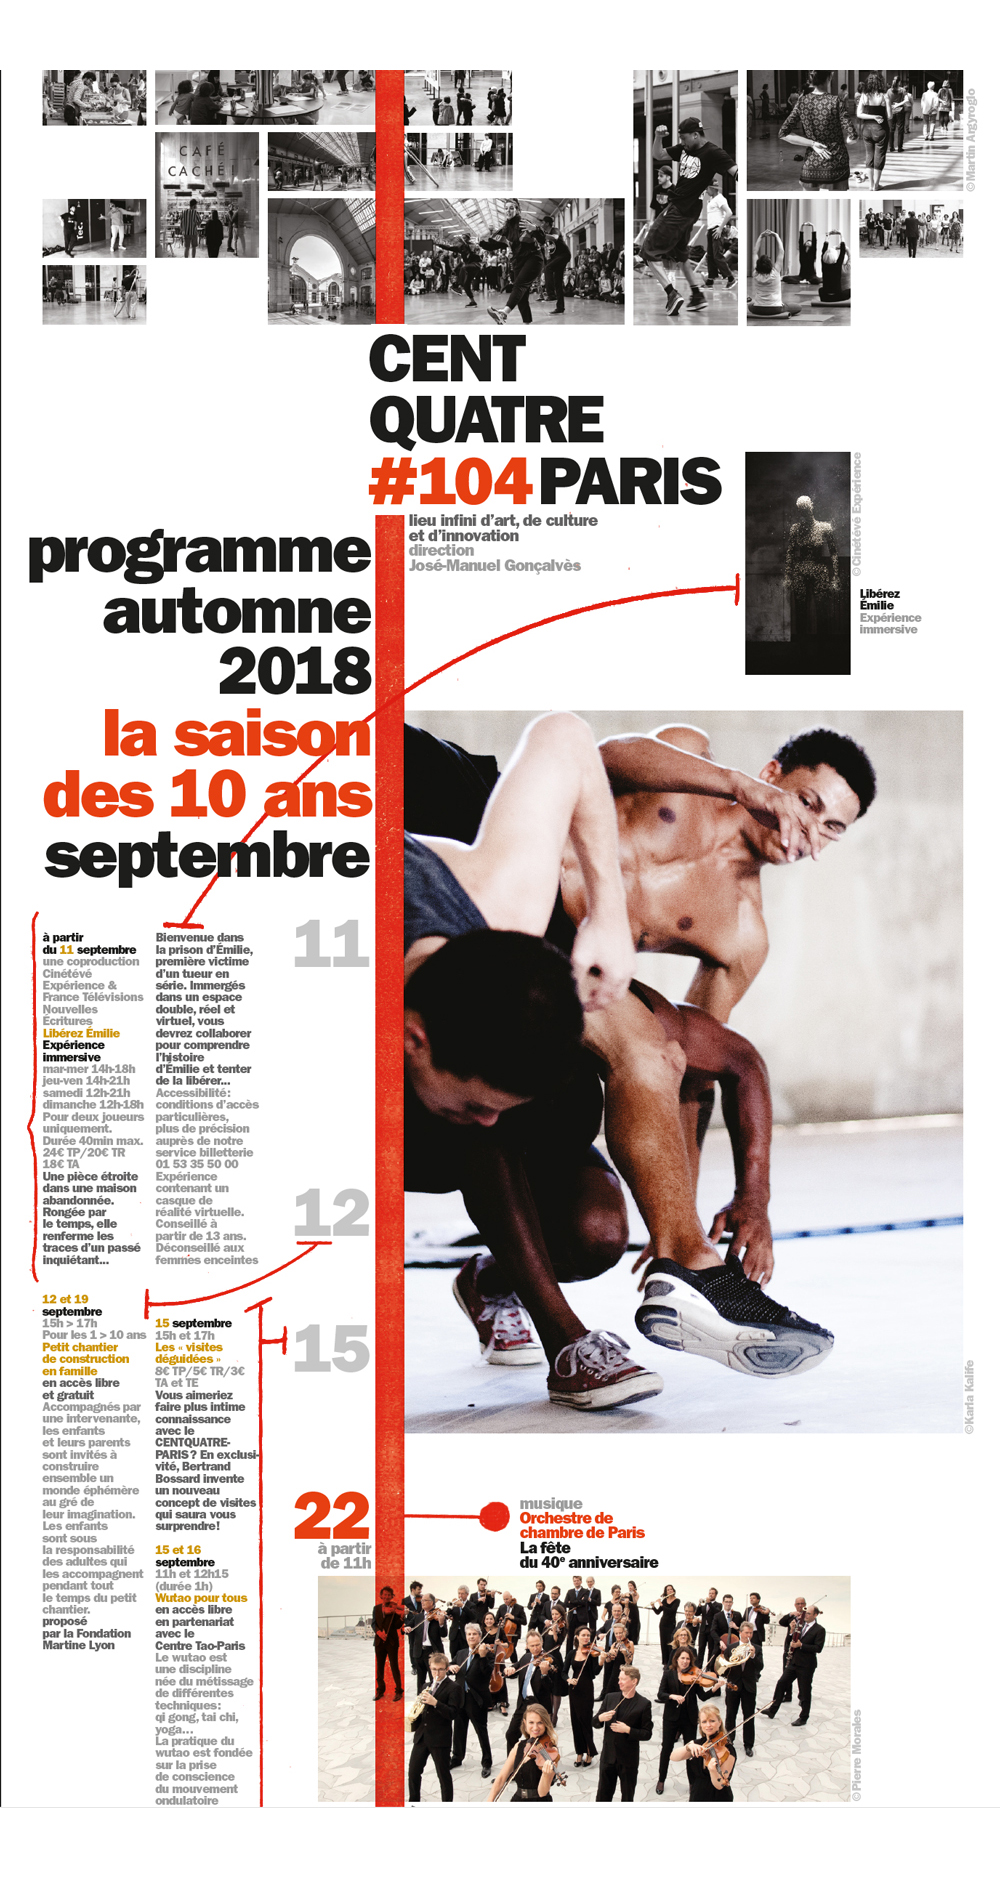 ©Martin Argyroglo
CAFÉ
CACHÉ
CENT
QUATRE
#104PARIS
lieu infini d’art, de culture
et d’innovation
direction
José-Manuel Gonçalvès
©Cinétévé Expérience
Libérez
Émilie
Expérience
immersive
programme
automne
2018
la saison
des 10 ans
septembre
11
à partir
du 11 septembre
une coproduction
Cinétévé
Expérience &
France Télévisions
Nouvelles
Écritures
Libérez Émilie
Expérience
immersive
mar-mer 14h-18h
jeu-ven 14h-21h
samedi 12h-21h
dimanche 12h-18h
Pour deux joueurs
uniquement.
Durée 40min max.
24€ TP/20€ TR
18€ TA
Une pièce étroite
dans une maison
abandonnée.
Rongée par
le temps, elle
renferme les
traces d’un passé
inquiétant...
Bienvenue dans
la prison d’Émilie,
première victime
d’un tueur en
série. Immergés
dans un espace
double, réel et
virtuel, vous
devrez collaborer
pour comprendre
l’histoire
d’Émilie et tenter
de la libérer...
Accessibilité :
conditions d’accès
particulières,
plus de précision
auprès de notre
service billetterie
01 53 35 50 00
Expérience
contenant un
casque de
réalité virtuelle.
Conseillé à
partir de 13 ans.
Déconseillé aux
femmes enceintes
12
12 et 19
septembre
15h > 17h
Pour les 1 > 10 ans
Petit chantier
de construction
en famille
en accès libre
et gratuit
Accompagnés par
une intervenante,
les enfants
et leurs parents
sont invités à
construire
ensemble un
monde éphémère
au gré de
leur imagination.
Les enfants
sont sous
la responsabilité
des adultes qui
les accompagnent
pendant tout
le temps du petit
chantier.
proposé
par la Fondation
Martine Lyon
15
15 septembre
15h et 17h
Les « visites
déguidées »
8€ TP/5€ TR/3€
TA et TE
Vous aimeriez
faire plus intime
connaissance
avec le
CENTQUATRE-
PARIS ? En exclusi-
vité, Bertrand
Bossard invente
un nouveau
concept de visites
qui saura vous
surprendre !
15 et 16
septembre
11h et 12h15
(durée 1h)
Wutao pour tous
en accès libre
en partenariat
avec le
Centre Tao-Paris
Le wutao est
une discipline
née du métissage
de différentes
techniques :
qi gong, tai chi,
yoga...
La pratique du
wutao est fondée
sur la prise
de conscience
du mouvement
ondulatoire
©Karla Kalife
22
à partir
de 11h
musique
Orchestre de
chambre de Paris
La fête
du 40e anniversaire
©Pierre Morales